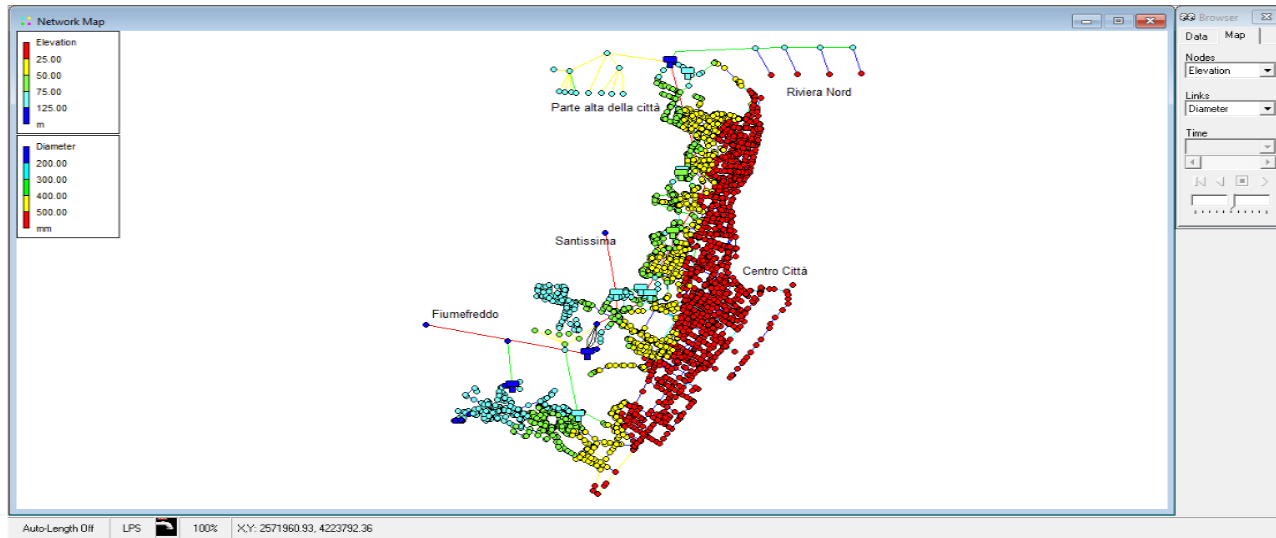 Network Map
Elevation
25.00
50.00
75.00
125.00
m
Diameter
200.00
300.00
400.00
500.00
mm
Parte alta della città
Riviera Nord
Santissima
Centro Città
Fiumefreddo
Browser
Data Map
Nodes
Elevation
Links
Diameter
Time
Auto-Length Off LPS 100% X,Y: 2571960.93, 4223792.36